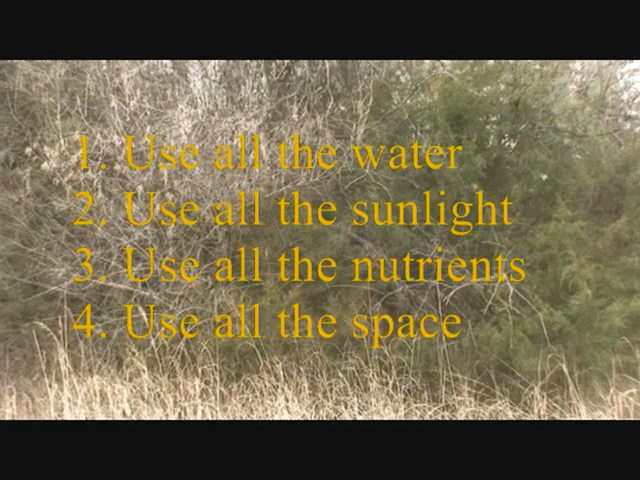 1. Use all the water
2. Use all the sunlight
3. Use all the nutrients
4. Use all the space